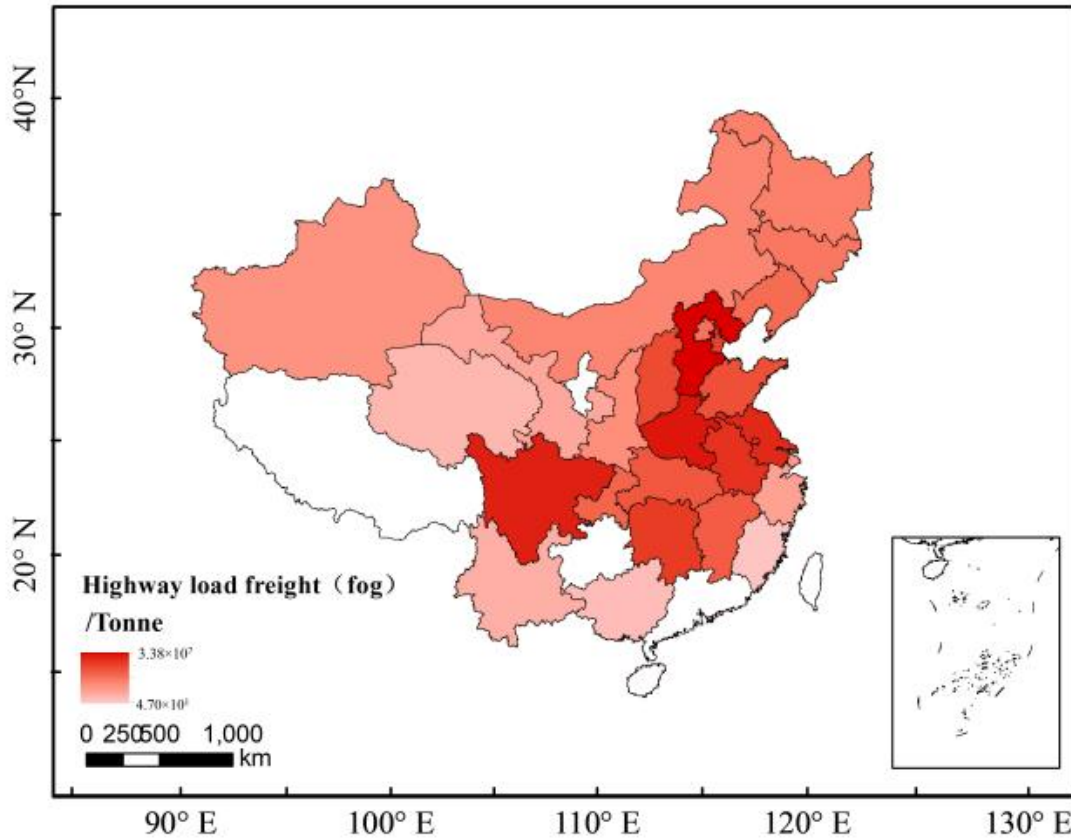 40°N
30° N
20° N
Highway load freight（fog）
/Tonne
3.38×10⁷
0 250500 1,000
km
90° E 100° E 110° E 120° E 130° E